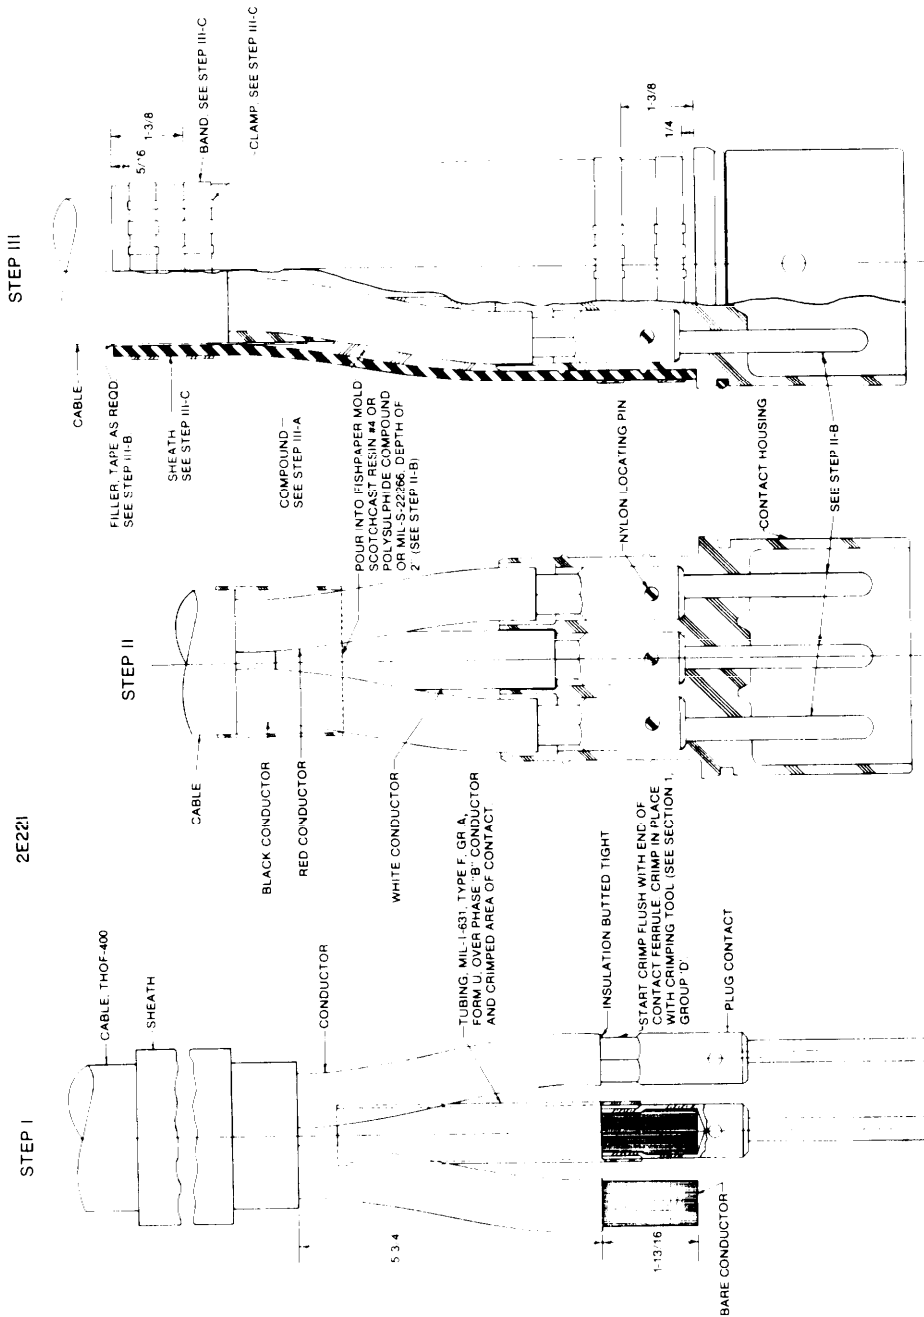 2E22
STEP I
CABLE, THOF-400
SHEATH
CONDUCTOR
TUBING, MIL-I-631, TYPE F, GR A,
FORM U, OVER PHASE "B" CONDUCTOR
AND CRIMPED AREA OF CONTACT
INSULATION BUTTED TIGHT
START CRIMP FLUSH WITH END OF
CONTACT FERRULE. CRIMP IN PLACE
WITH CRIMPING TOOL (SEE SECTION 1,
GROUP 'D'
PLUG CONTACT
5-3-4
1-13/16
BARE CONDUCTOR
STEP II
CABLE
BLACK CONDUCTOR
RED CONDUCTOR
WHITE CONDUCTOR
POUR INTO FISHPAPER MOLD
SCOTCHCAST RESIN #4 OR
POLYSULPHIDE COMPOUND
OR MIL-S-22266, DEPTH OF
2" (SEE STEP II-B)
NYLON LOCATING PIN
CONTACT HOUSING
SEE STEP II-B
STEP III
CABLE
FILLER, TAPE AS REQD
SEE STEP III-B
SHEATH
SEE STEP III-C
COMPOUND –
SEE STEP III-A
5/16
1-3/8
BAND, SEE STEP III-C
CLAMP, SEE STEP III-C
1-3/8
1/4